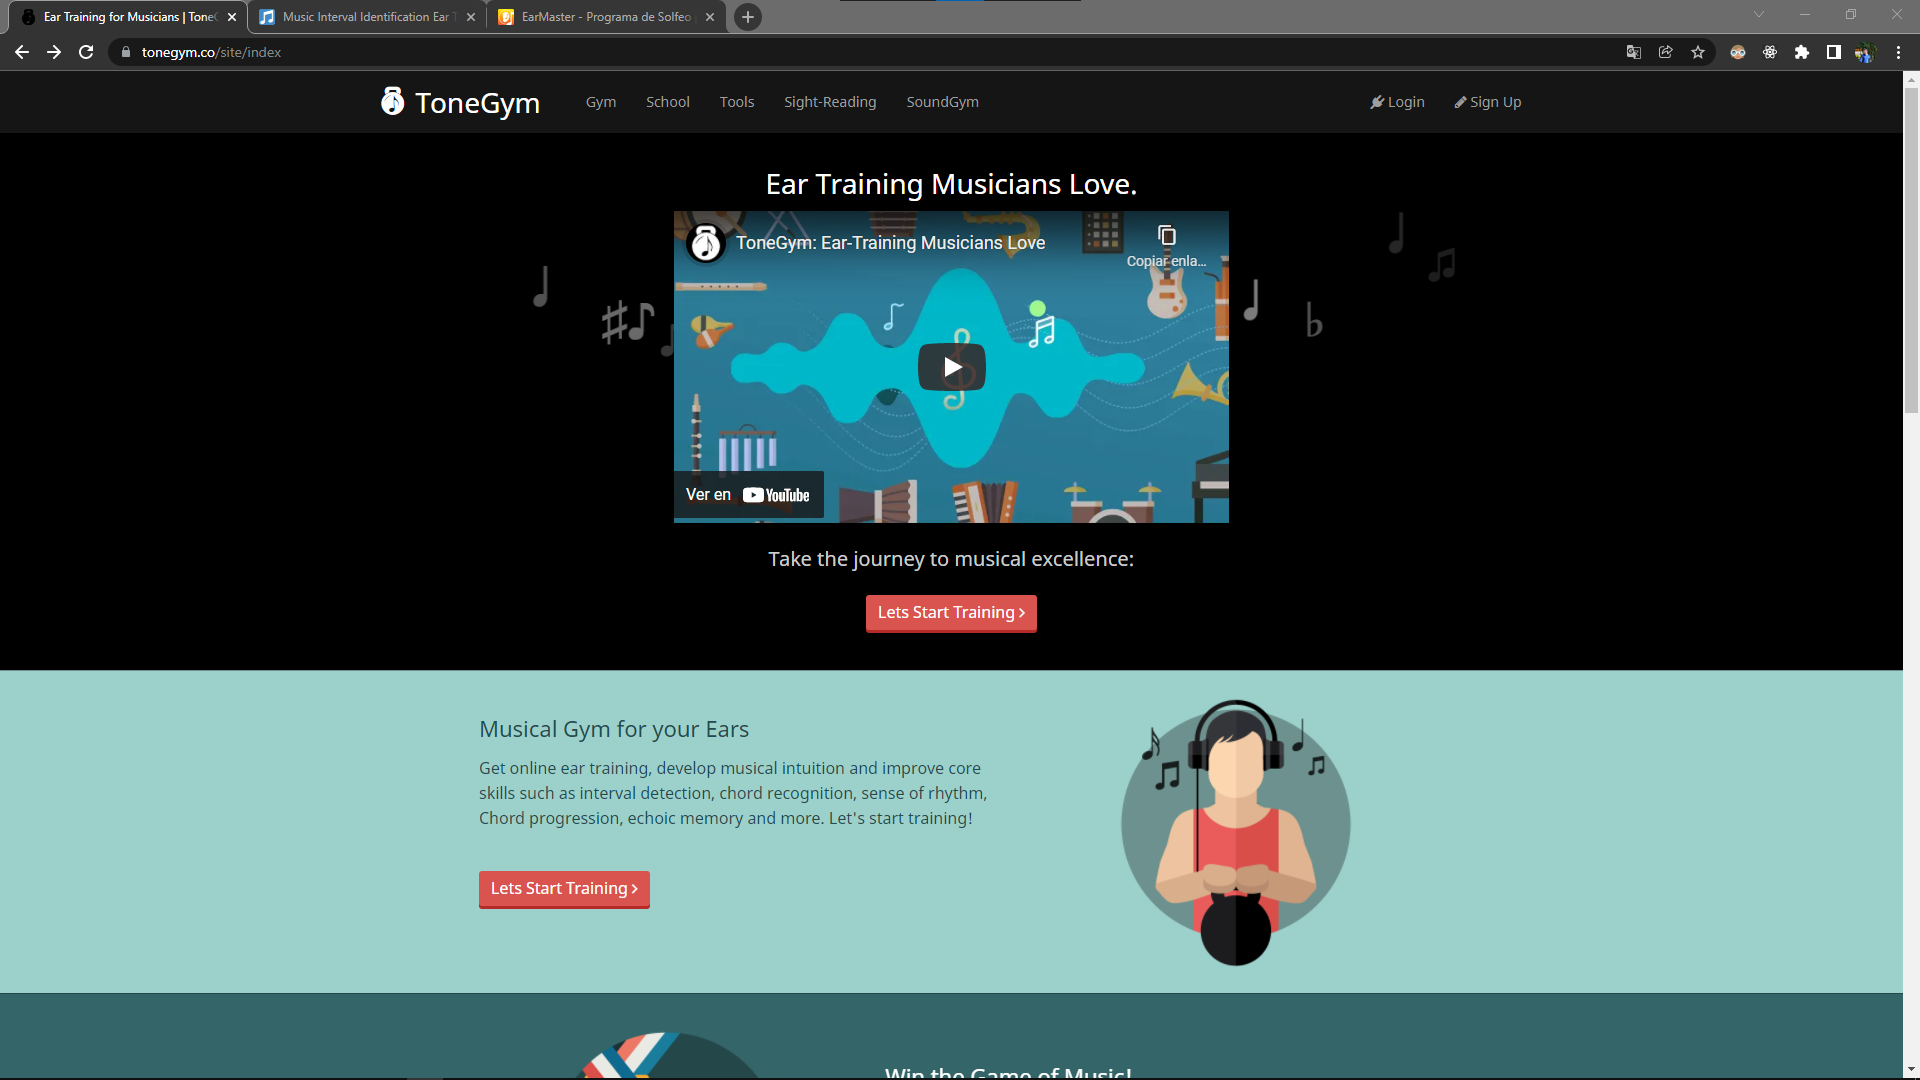 Ear Training for Musicians | Tone
Music Interval Identification Ear
EarMaster - Programa de Solfeo
tonegym.co/site/index
ToneGym
Gym
School
Tools
Sight-Reading
SoundGym
Login
Sign Up
Ear Training Musicians Love.
ToneGym: Ear-Training Musicians Love
Copiar enla...
Ver en YouTube
Take the journey to musical excellence:
Lets Start Training
Musical Gym for your Ears
Get online ear training, develop musical intuition and improve core
skills such as interval detection, chord recognition, sense of rhythm,
Chord progression, echoic memory and more. Let's start training!
Lets Start Training
Win the Game of Music!